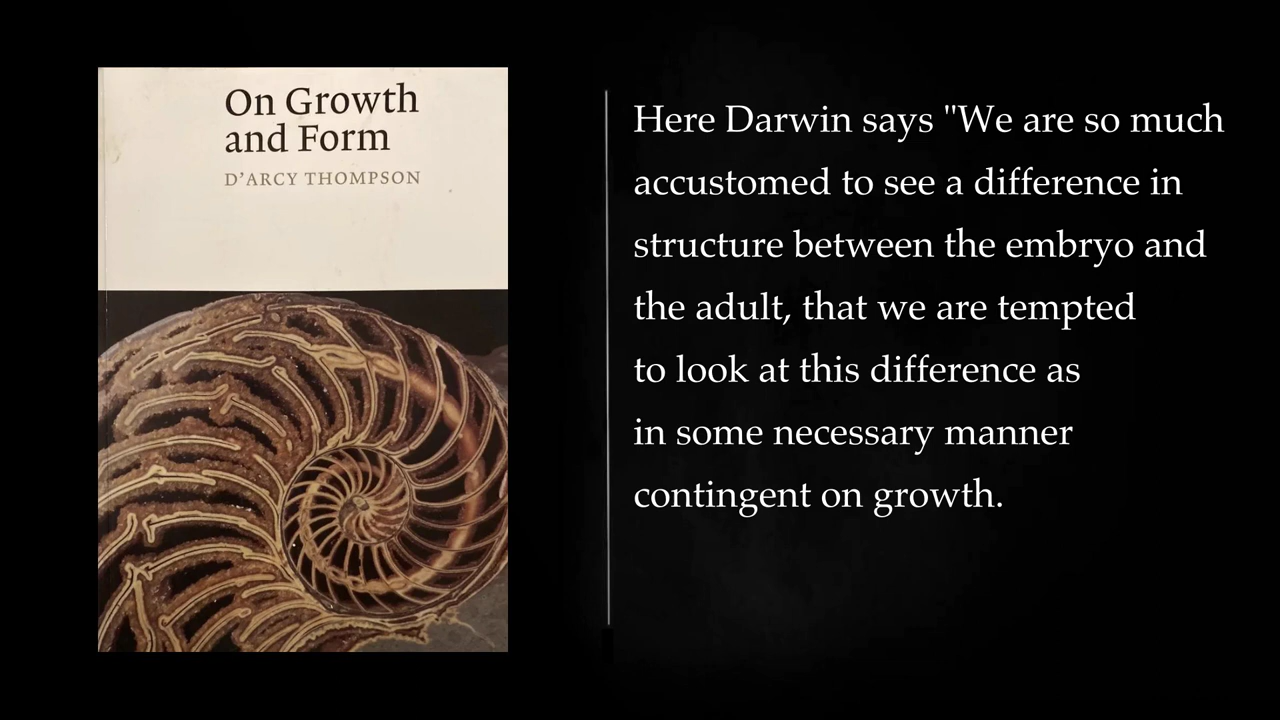 On Growth
and Form
D'ARCY THOMPSON
Here Darwin says "We are so much
accustomed to see a difference in
structure between the embryo and
the adult, that we are tempted
to look at this difference as
in some necessary manner
contingent on growth.